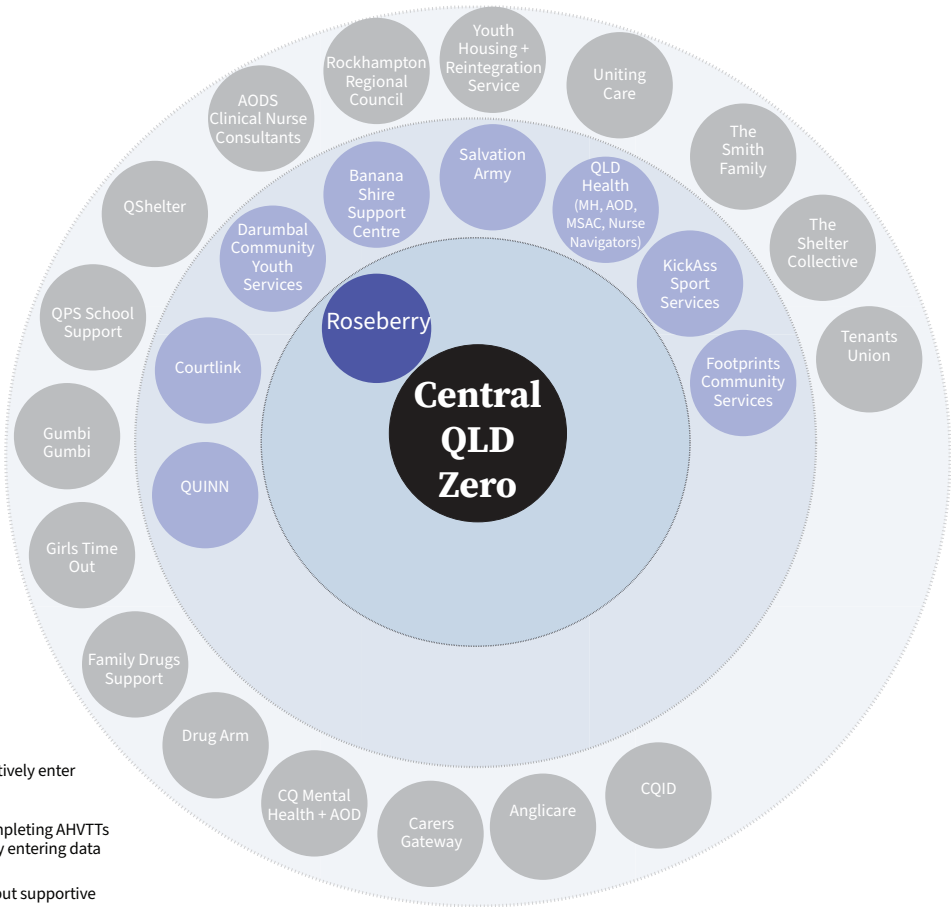 Youth
Housing +
Reintegration
Service
Rockhampton
Regional
Council
Uniting
Care
AODS
Clinical Nurse
Consultants
The
Smith
Family
Salvation
Army
Banana
Shire
Support
Centre
QLD
Health
(MH, AOD,
MSAC, Nurse
Navigators)
QShelter
Darumbal
Community
Youth
Services
The
Shelter
Collective
KickAss
Sport
Services
QPS School
Support
Roseberry
Tenants
Union
Courtlink
Footprints
Community
Services
Central
QLD
Zero
Gumbi
Gumbi
QUINN
Girls Time
Out
Family Drugs
Support
Drug Arm
CQ Mental
Health + AOD
Carers
Gateway
Anglicare
CQID
tively enter
mpleting AHVTTs
y entering data
out supportive